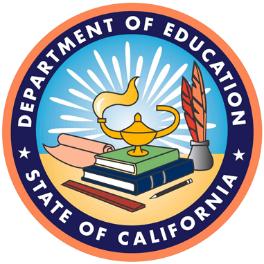 DEPARTMENT OF EDUCATION
STATE OF CALIFORNIA